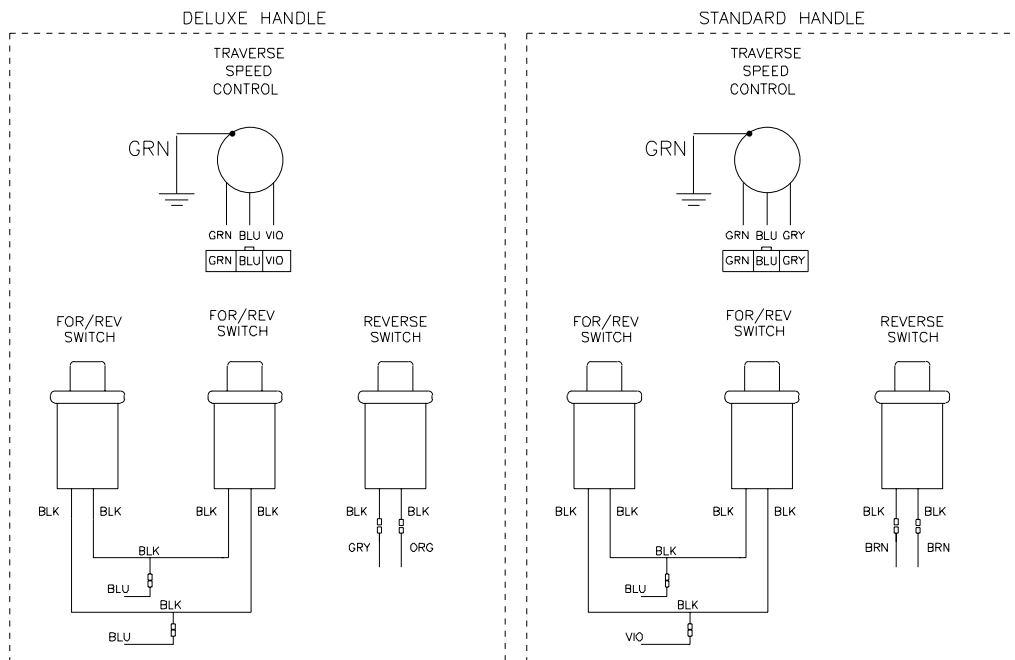 DELUXE HANDLE
TRAVERSE
SPEED
CONTROL
GRN
GRN BLU VIO
GRN BLU VIO
FOR/REV
SWITCH
FOR/REV
SWITCH
REVERSE
SWITCH
BLK BLK BLK BLK BLK BLK
BLK
GRY ORG
BLU
BLK
BLU
STANDARD HANDLE
TRAVERSE
SPEED
CONTROL
GRN
GRN BLU GRY
GRN BLU GRY
FOR/REV
SWITCH
FOR/REV
SWITCH
REVERSE
SWITCH
BLK BLK BLK BLK BLK BLK
BLK
BRN BRN
BLU
BLK
VIO